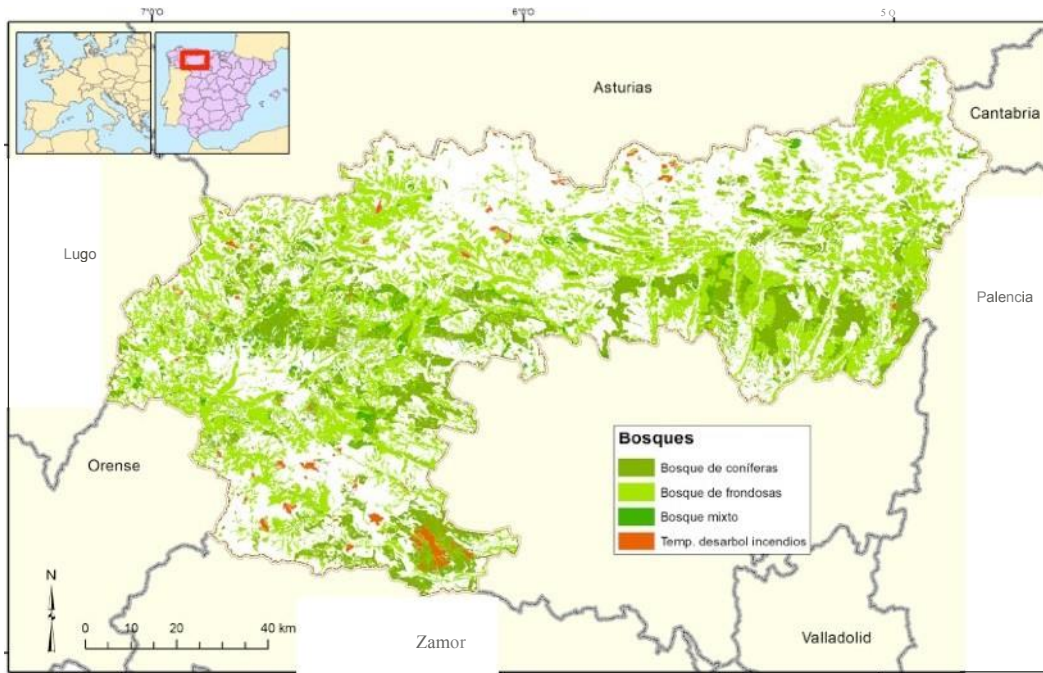 7°0'
6°0'
5 Q
Asturias
Cantabria
Lugo
Palencia
Orense
Bosques
Bosque de coníferas
Bosque de frondosas
Bosque mixto
Temp. desarbol incendios
N
0 10 20 40 km
Zamor
Valladolid